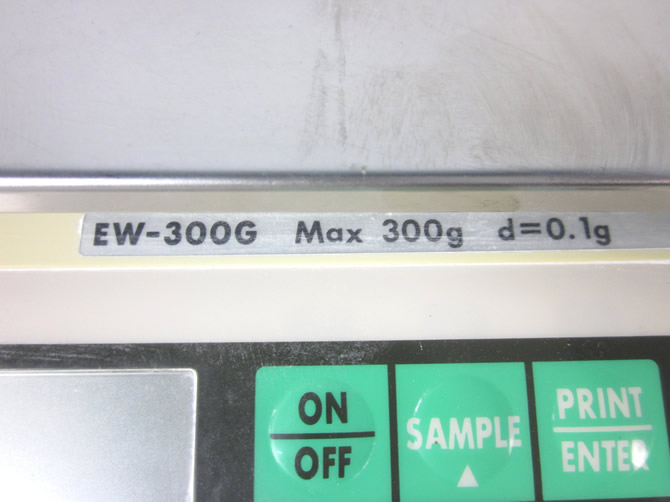 EW-300G Max 300g d=0.1g
ON
OFF
SAMPLE
PRINT
ENTER